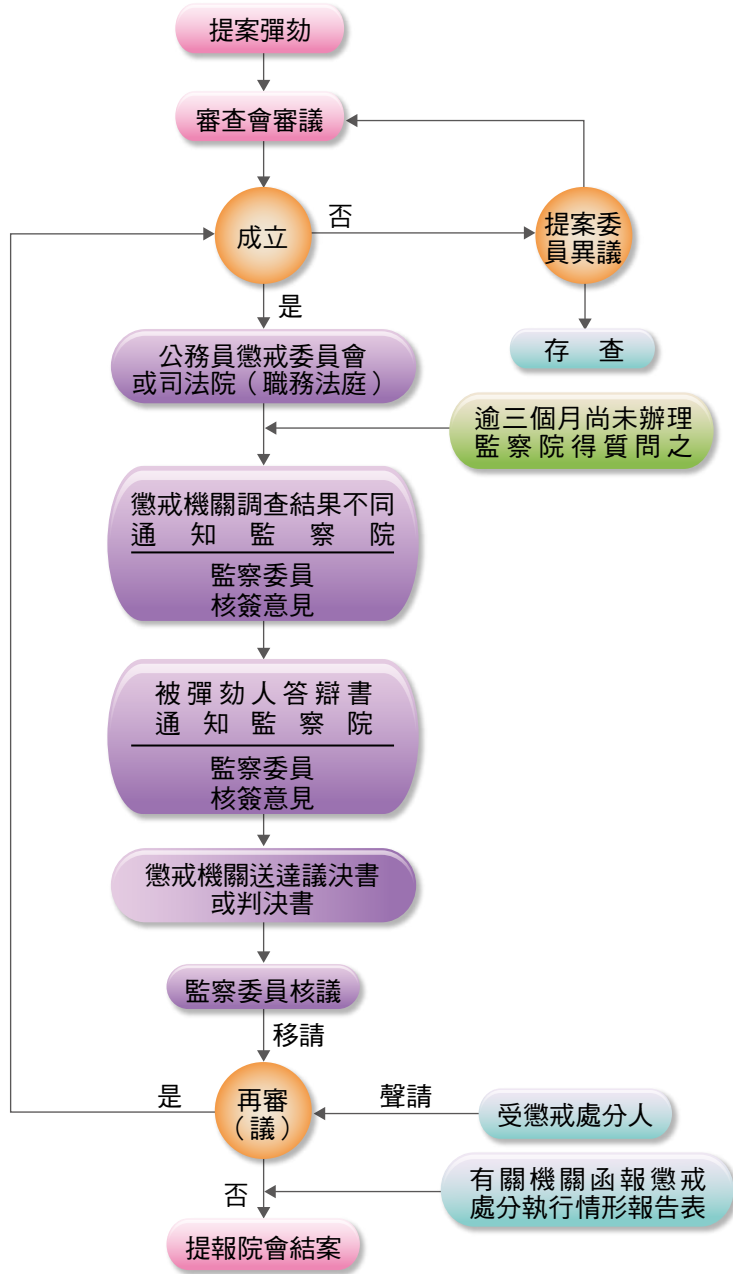 提案彈劾
審查會審議
成立
否
提案委
員異議
是
存 查
公務員懲戒委員會
或司法院（職務法庭）
逾三個月尚未辦理
監察院得質問之
懲戒機關調查結果不同
通知監察院
監察委員
核簽意見
被彈劾人答辯書
通知監察院
監察委員
核簽意見
懲戒機關送達議決書
或判決書
監察委員核議
移請
是
再審
（議）
聲請
受懲戒處分人
否
有關機關函報懲戒
處分執行情形報告表
提報院會結案